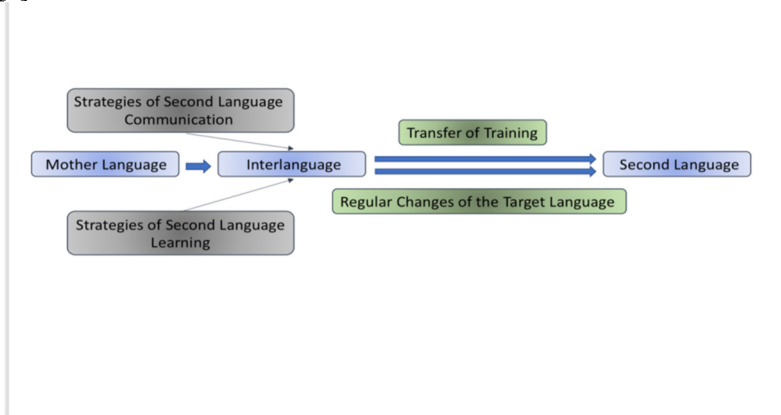 Strategies of Second Language
Communication
Transfer of Training
Mother Language
Interlanguage
Second Language
Regular Changes of the Target Language
Strategies of Second Language
Learning